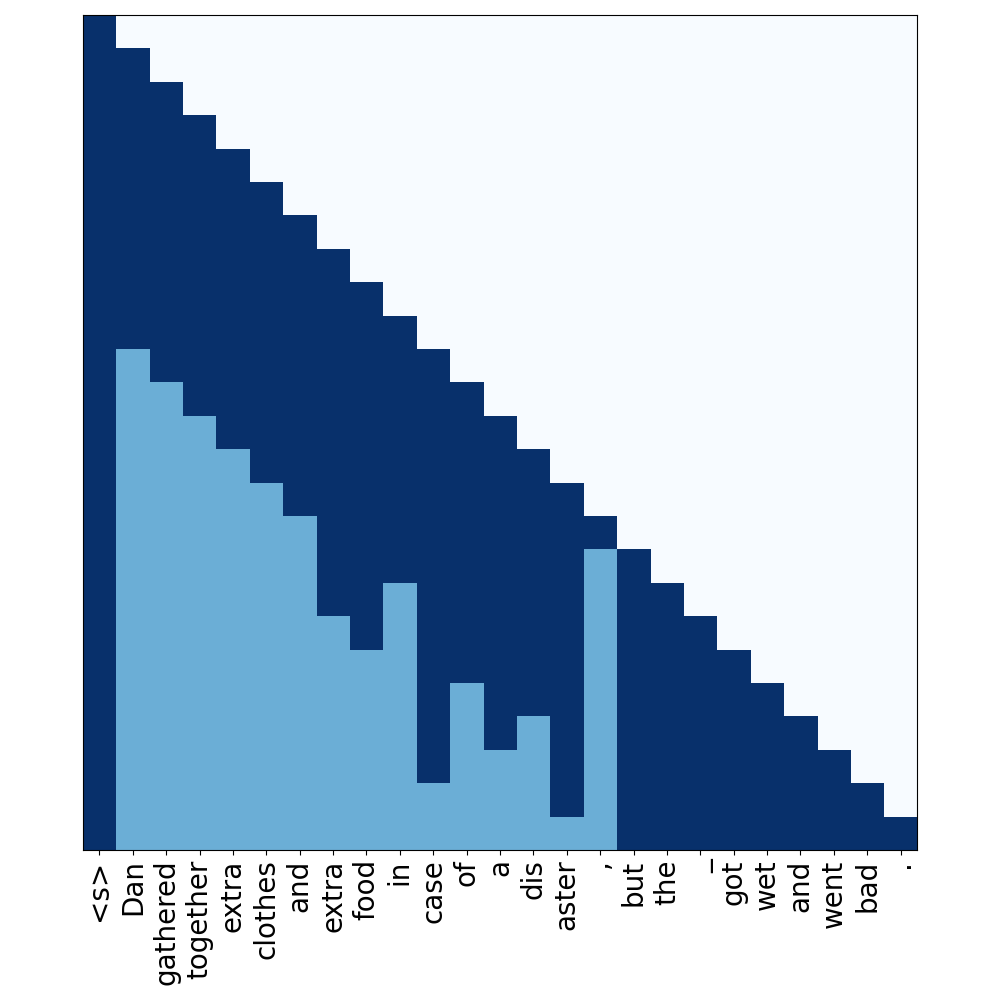 <s> Dan gathered together extra clothes and extra food in case of a dis aster , but the _ got wet and went bad .